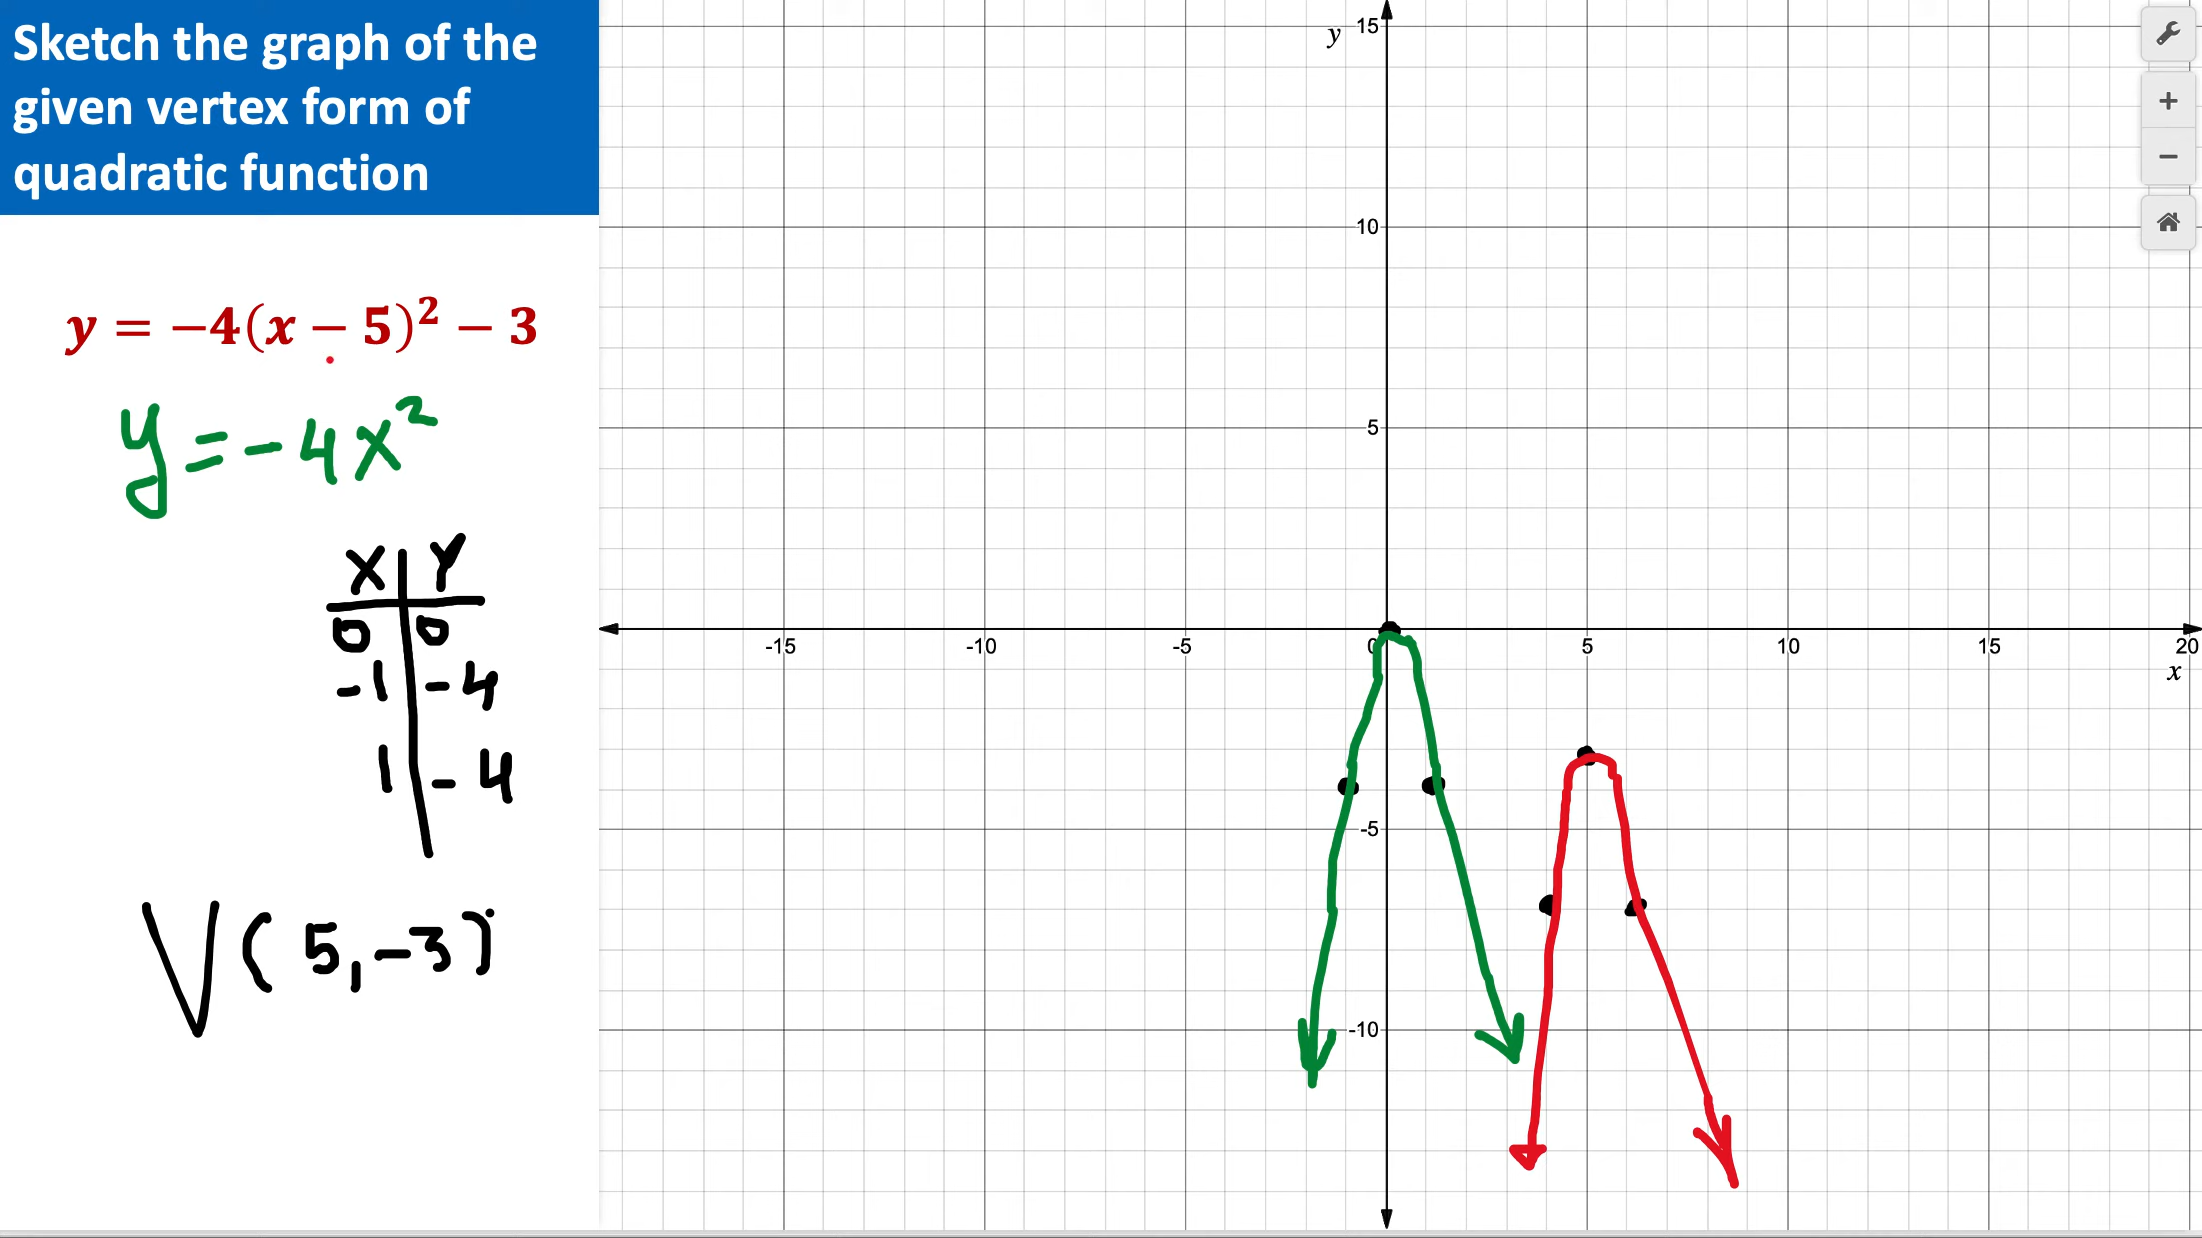 Sketch the graph of the
given vertex form of
quadratic function
y = −4(x − 5)² − 3
y = -4x²
x y
0 0
-1 -4
1 -4
V (5,-3)
y
15
10
5
-15 -10 -5 0 5 10 15 20
x
-5
-10